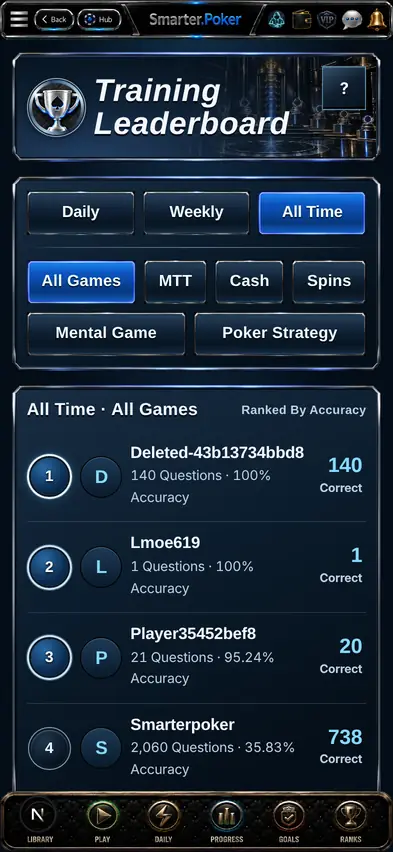 Back
Hub
Smarter.Poker
VIP
Training
Leaderboard
?
Daily
Weekly
All Time
All Games
MTT
Cash
Spins
Mental Game
Poker Strategy
All Time · All Games
Ranked By Accuracy
1
D
Deleted-43b13734bbd8
140 Questions · 100%
Accuracy
140
Correct
2
L
Lmoe619
1 Questions · 100%
Accuracy
1
Correct
3
P
Player35452bef8
21 Questions · 95.24%
Accuracy
20
Correct
4
S
Smarterpoker
2,060 Questions · 35.83%
Accuracy
738
Correct
N
LIBRARY
PLAY
DAILY
PROGRESS
GOALS
RANKS